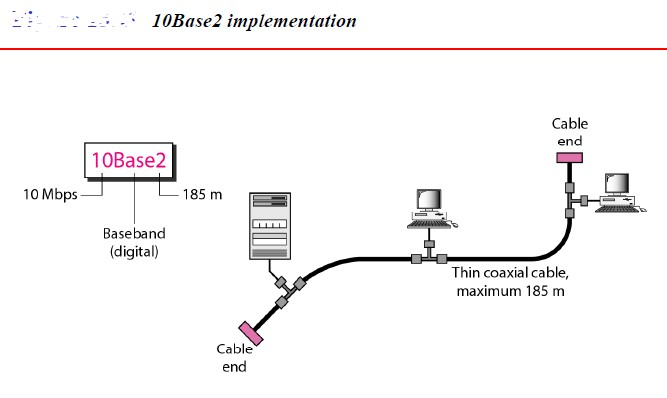 10Base2 implementation
Cable
end
10Base2
10 Mbps
185 m
Baseband
(digital)
Thin coaxial cable,
maximum 185 m
Cable
end